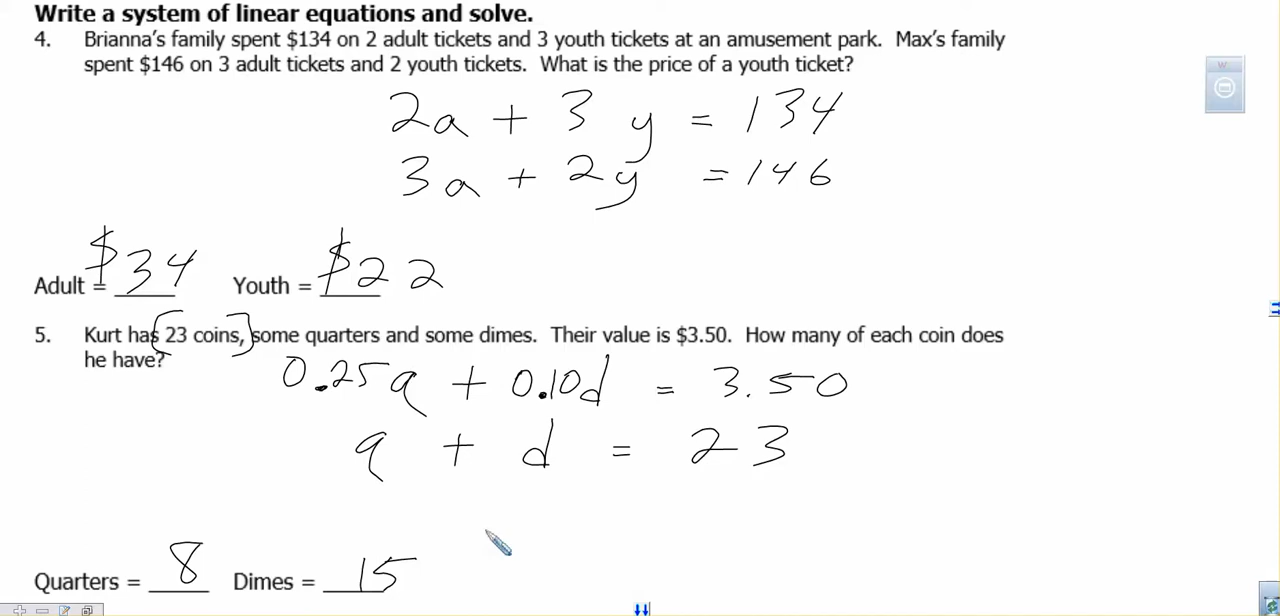 Write a system of linear equations and solve.
4. Brianna's family spent $134 on 2 adult tickets and 3 youth tickets at an amusement park. Max's family
spent $146 on 3 adult tickets and 2 youth tickets. What is the price of a youth ticket?
2a + 3y = 134
3a + 2y = 146
Adult = $34 Youth = $22
5. Kurt has 23 coins, some quarters and some dimes. Their value is $3.50. How many of each coin does
he have?
0.25q + 0.10d = 3.50
q + d = 23
Quarters = 8 Dimes = 15